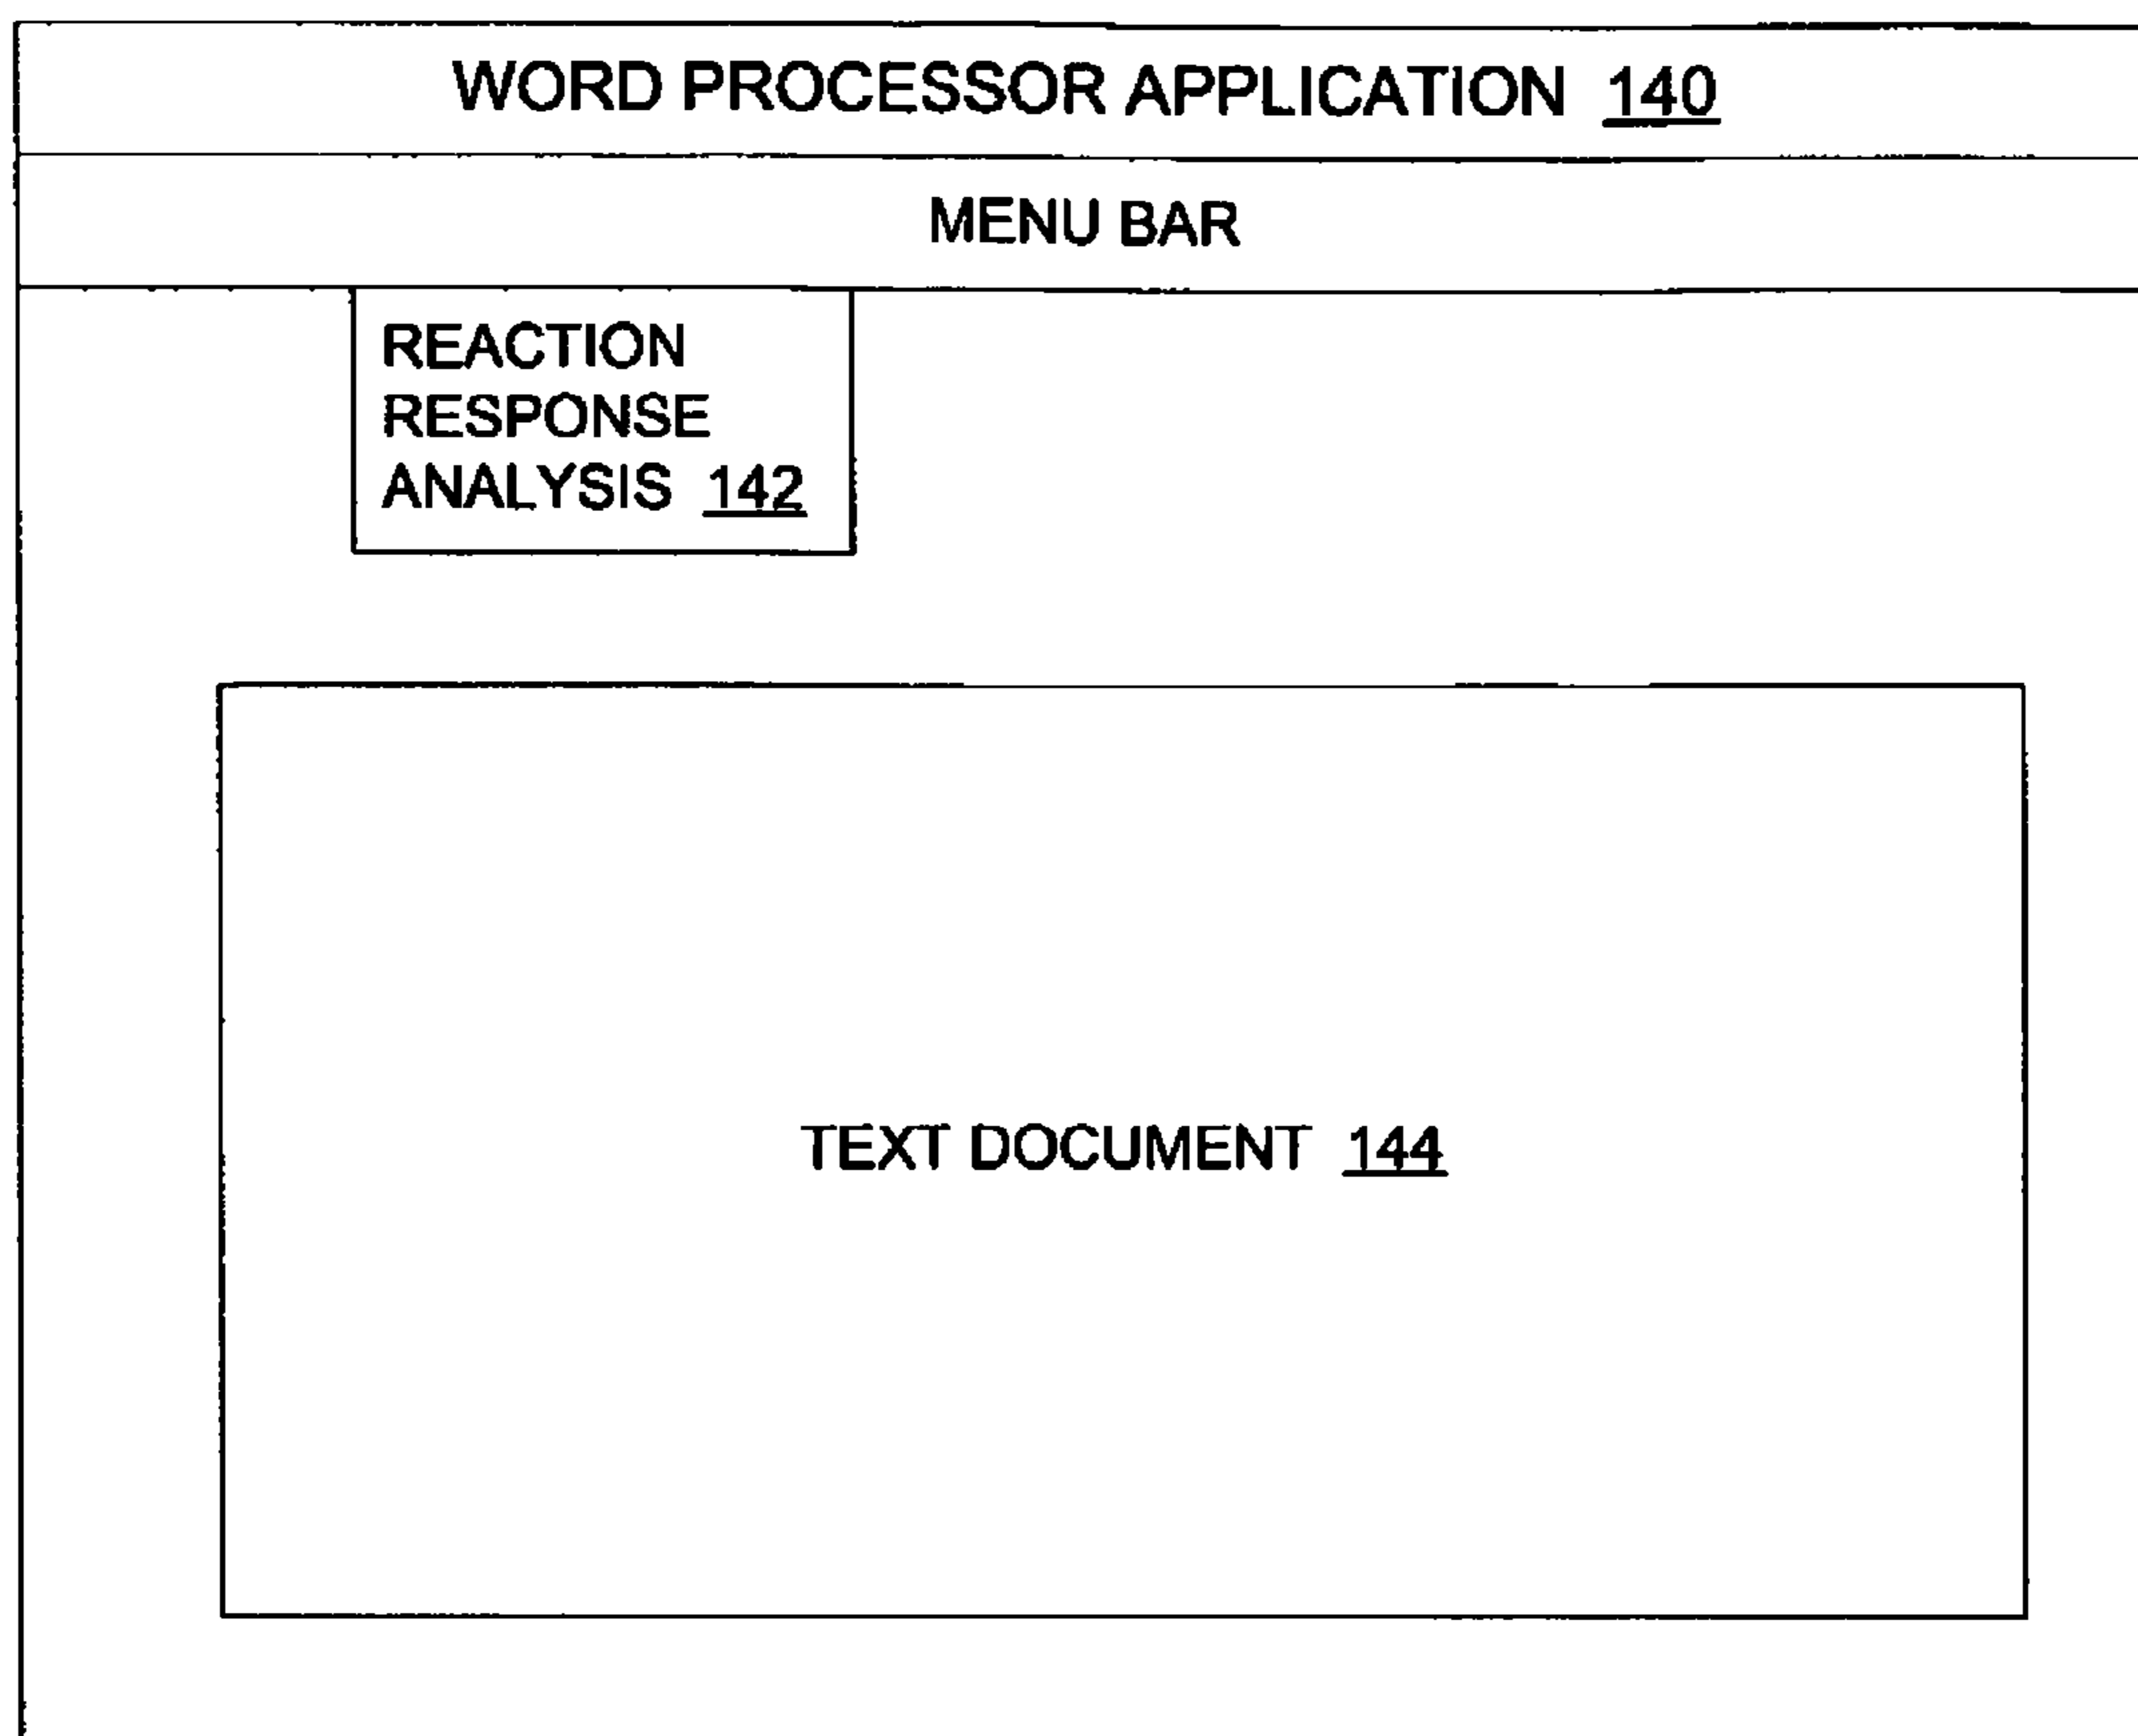 WORD PROCESSOR APPLICATION 140
MENU BAR
REACTION
RESPONSE
ANALYSIS 142
TEXT DOCUMENT 144